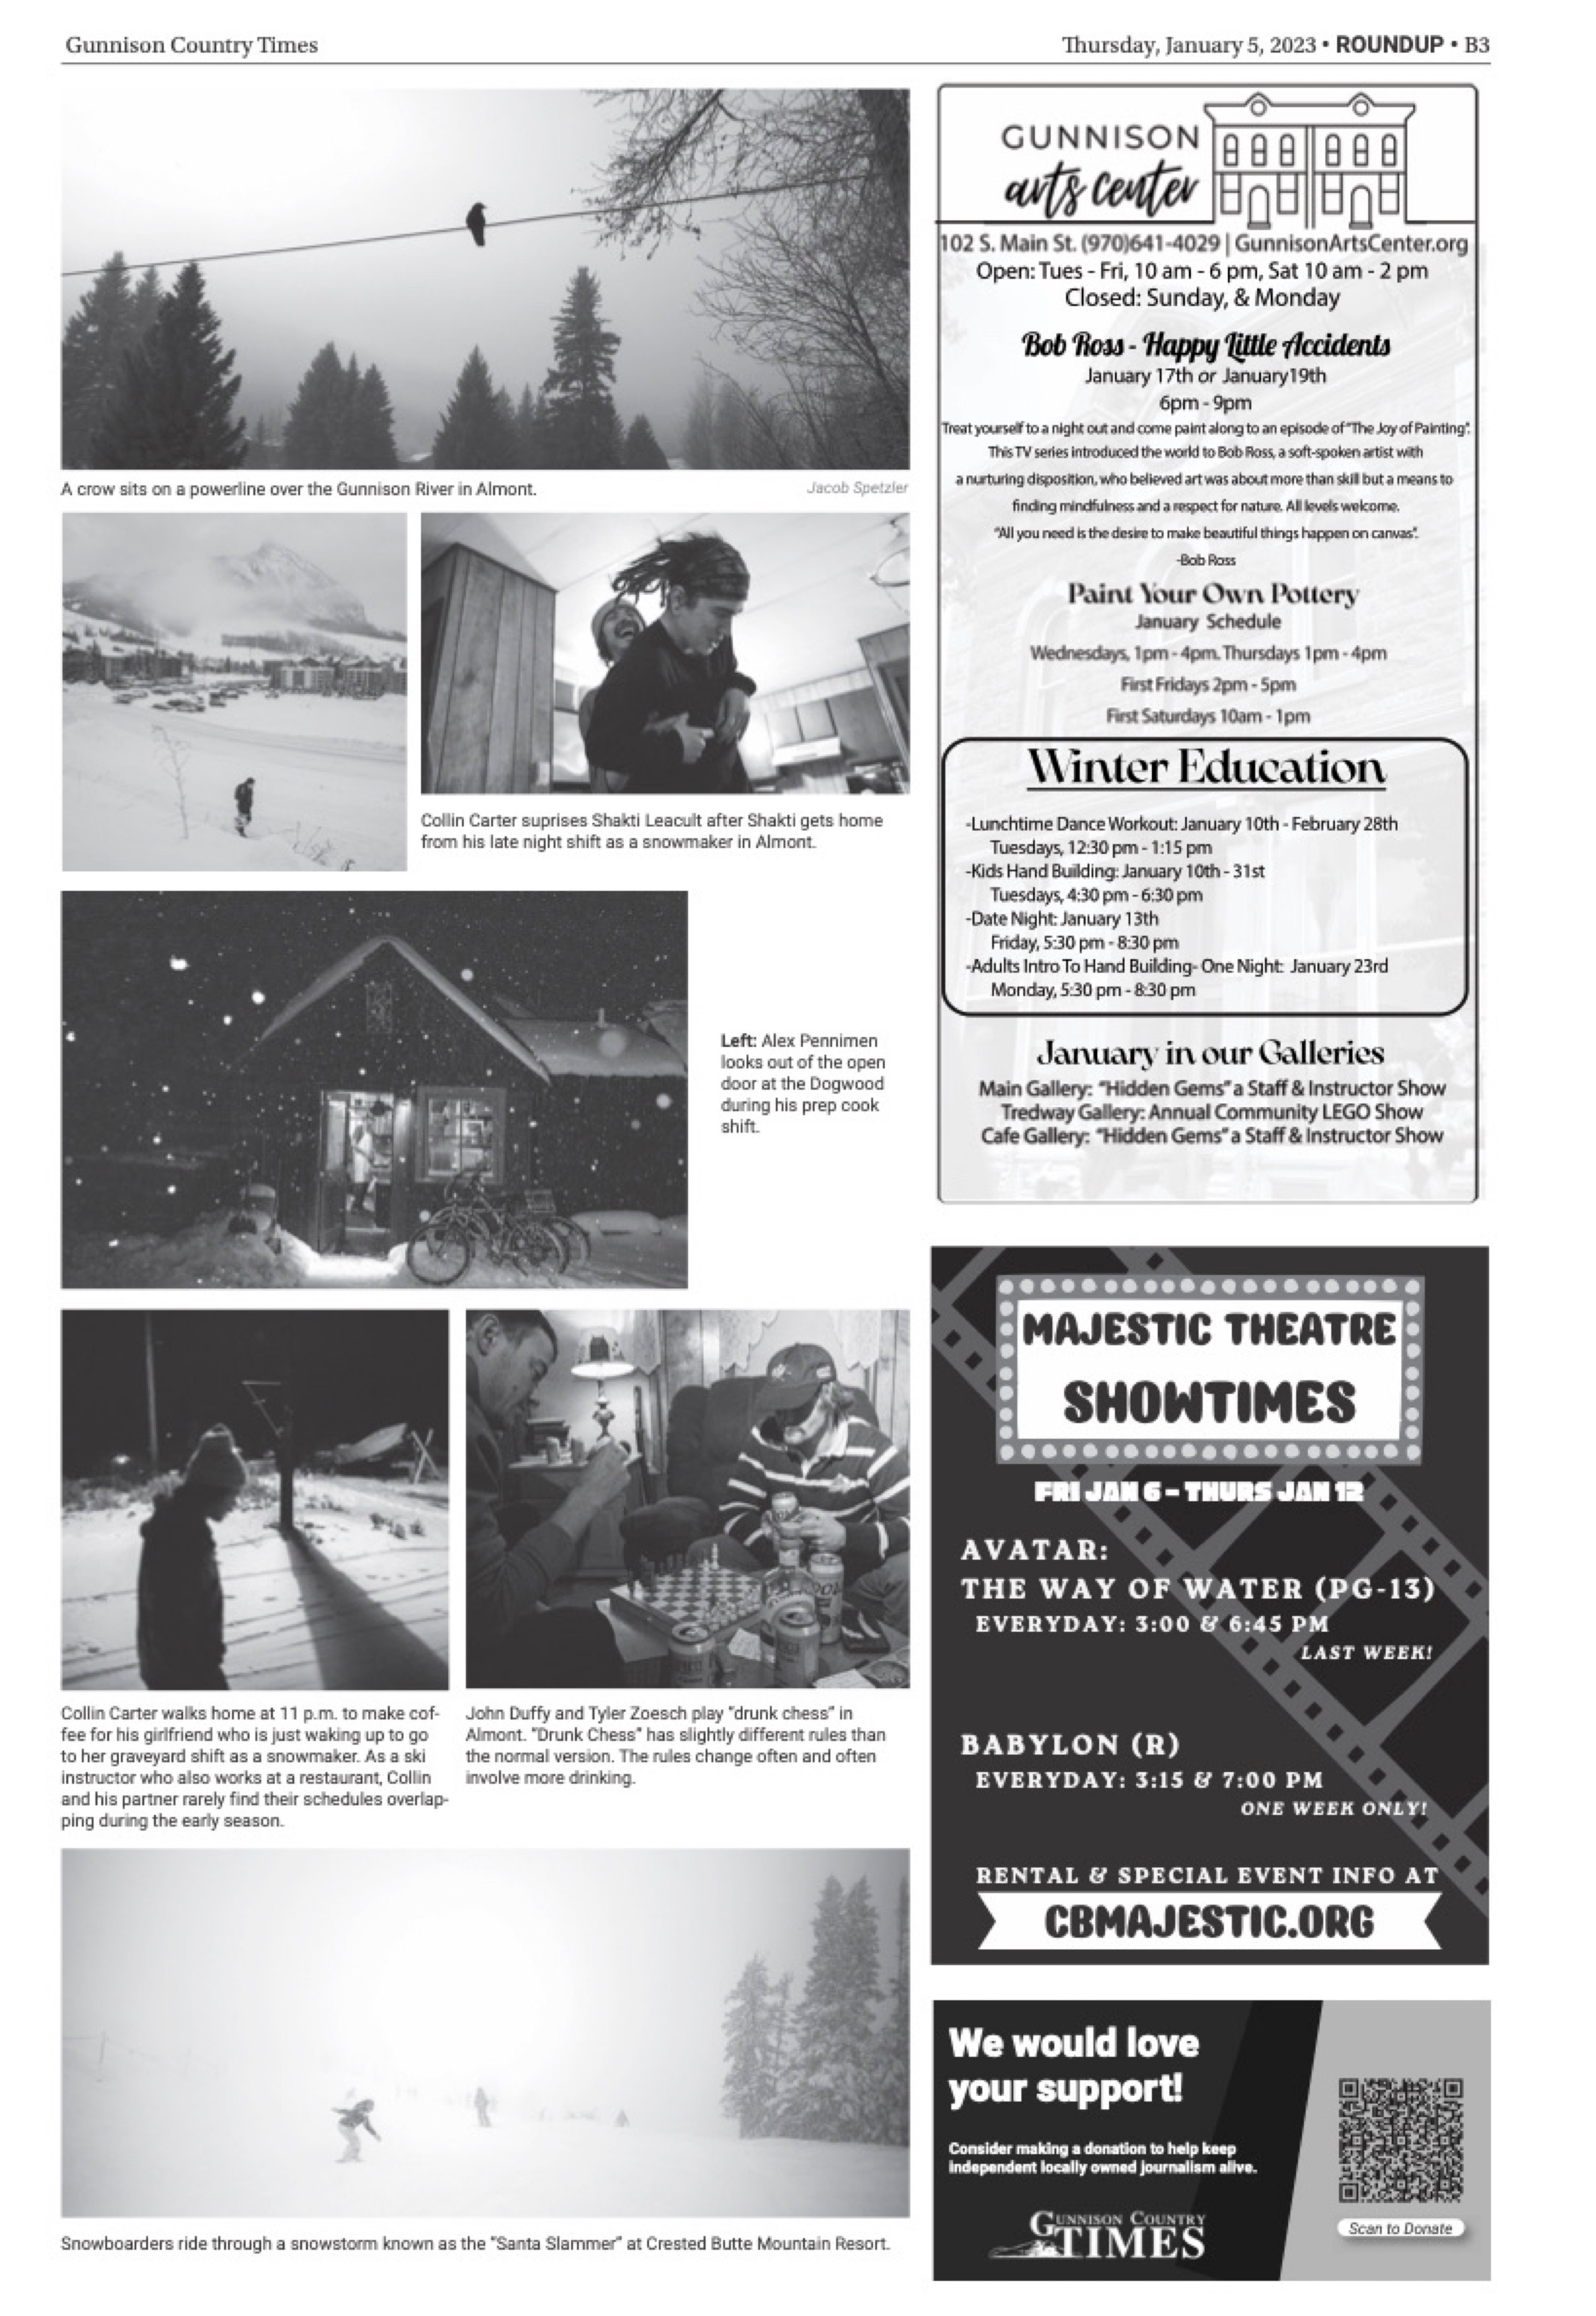 Gunnison Country Times
Thursday, January 5, 2023 • ROUNDUP • B3
A crow sits on a powerline over the Gunnison River in Almont.
Jacob Spetzler
Collin Carter suprises Shakti Leacult after Shakti gets home
from his late night shift as a snowmaker in Almont.
Left: Alex Pennimen
looks out of the open
door at the Dogwood
during his prep cook
shift.
Collin Carter walks home at 11 p.m. to make cof-
fee for his girlfriend who is just waking up to go
to her graveyard shift as a snowmaker. As a ski
instructor who also works at a restaurant, Collin
and his partner rarely find their schedules overlap-
ping during the early season.
John Duffy and Tyler Zoesch play "drunk chess" in
Almont. "Drunk Chess" has slightly different rules than
the normal version. The rules change often and often
involve more drinking.
Snowboarders ride through a snowstorm known as the "Santa Slammer" at Crested Butte Mountain Resort.
GUNNISON
arts center
102 S. Main St. (970)641-4029 | GunnisonArtsCenter.org
Open: Tues - Fri, 10 am - 6 pm, Sat 10 am - 2 pm
Closed: Sunday, & Monday
Bob Ross - Happy Little Accidents
January 17th or January19th
6pm - 9pm
Treat yourself to a night out and come paint along to an episode of "The Joy of Painting".
This TV series introduced the world to Bob Ross, a soft-spoken artist with
a nurturing disposition, who believed art was about more than skill but a means to
finding mindfulness and a respect for nature. All levels welcome.
"All you need is the desire to make beautiful things happen on canvas".
-Bob Ross
Paint Your Own Pottery
January Schedule
Wednesdays, 1pm - 4pm. Thursdays 1pm - 4pm
First Fridays 2pm - 5pm
First Saturdays 10am - 1pm
Winter Education
-Lunchtime Dance Workout: January 10th - February 28th
Tuesdays, 12:30 pm - 1:15 pm
-Kids Hand Building: January 10th - 31st
Tuesdays, 4:30 pm - 6:30 pm
-Date Night: January 13th
Friday, 5:30 pm - 8:30 pm
-Adults Intro To Hand Building- One Night: January 23rd
Monday, 5:30 pm - 8:30 pm
January in our Galleries
Main Gallery: "Hidden Gems" a Staff & Instructor Show
Tredway Gallery: Annual Community LEGO Show
Cafe Gallery: "Hidden Gems" a Staff & Instructor Show
MAJESTIC THEATRE
SHOWTIMES
FRI JAN 6 - THURS JAN 12
AVATAR:
THE WAY OF WATER (PG-13)
EVERYDAY: 3:00 & 6:45 PM
LAST WEEK!
BABYLON (R)
EVERYDAY: 3:15 & 7:00 PM
ONE WEEK ONLY!
RENTAL & SPECIAL EVENT INFO AT
CBMAJESTIC.ORG
We would love
your support!
Consider making a donation to help keep
independent locally owned journalism alive.
GUNNISON COUNTRY
TIMES
Scan to Donate